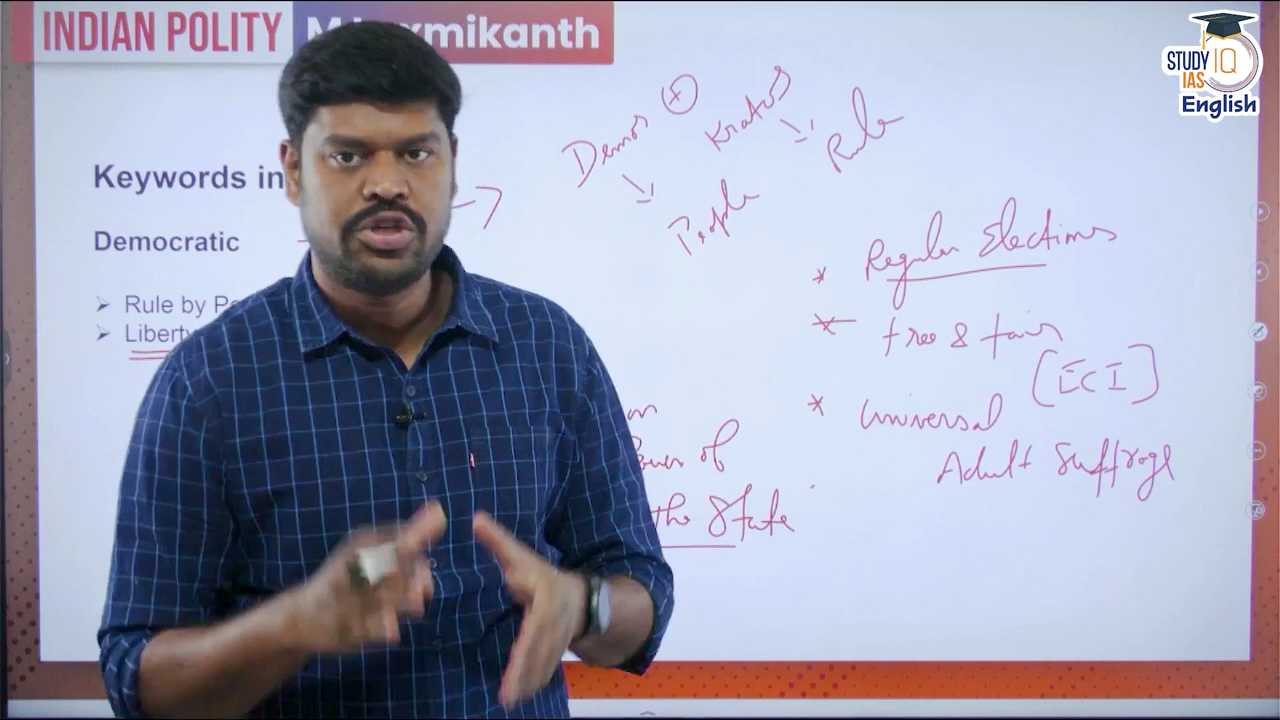 INDIAN POLITY
mikanth
STUDY IQ
IAS
English
Keywords in
Democratic
Rule by
Liberty
Demos + Kratos
People
Rule
* Regular Elections
* free & fair
[ECI]
* Universal
Adult Suffrage
of
the State